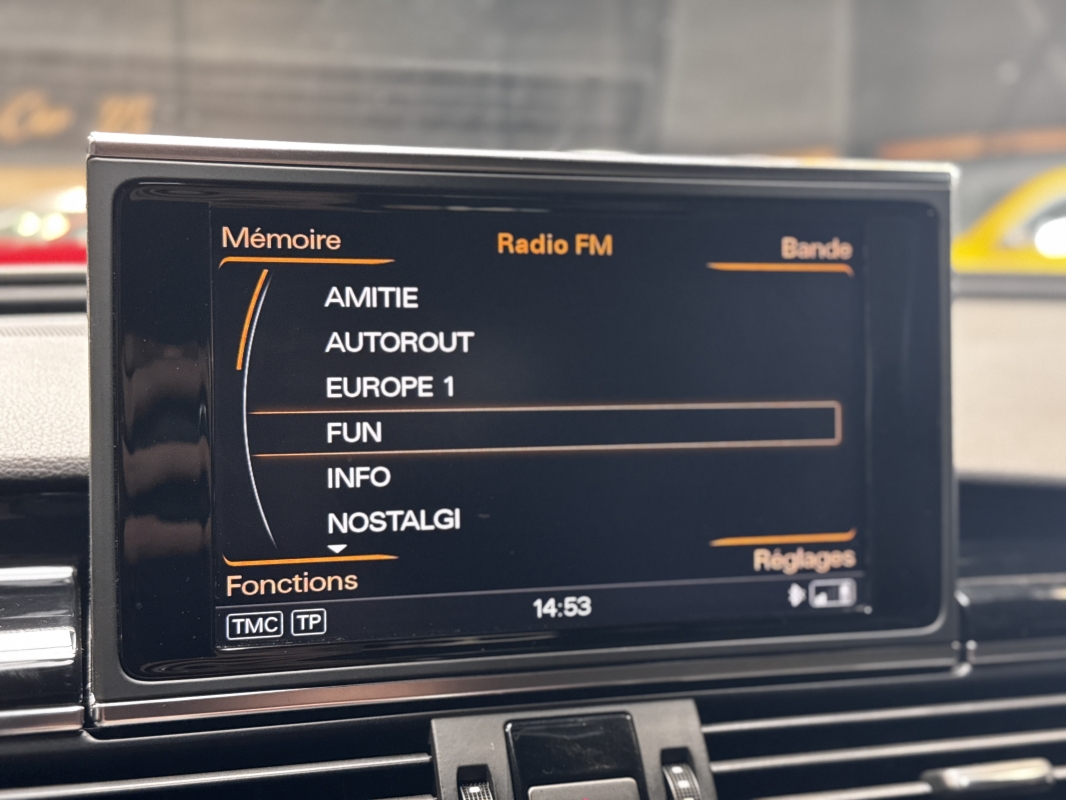 Mémoire Radio FM Bande
AMITIE
AUTOROUT
EUROPE 1
FUN
INFO
NOSTALGI
Fonctions Réglages
TMC TP 14:53